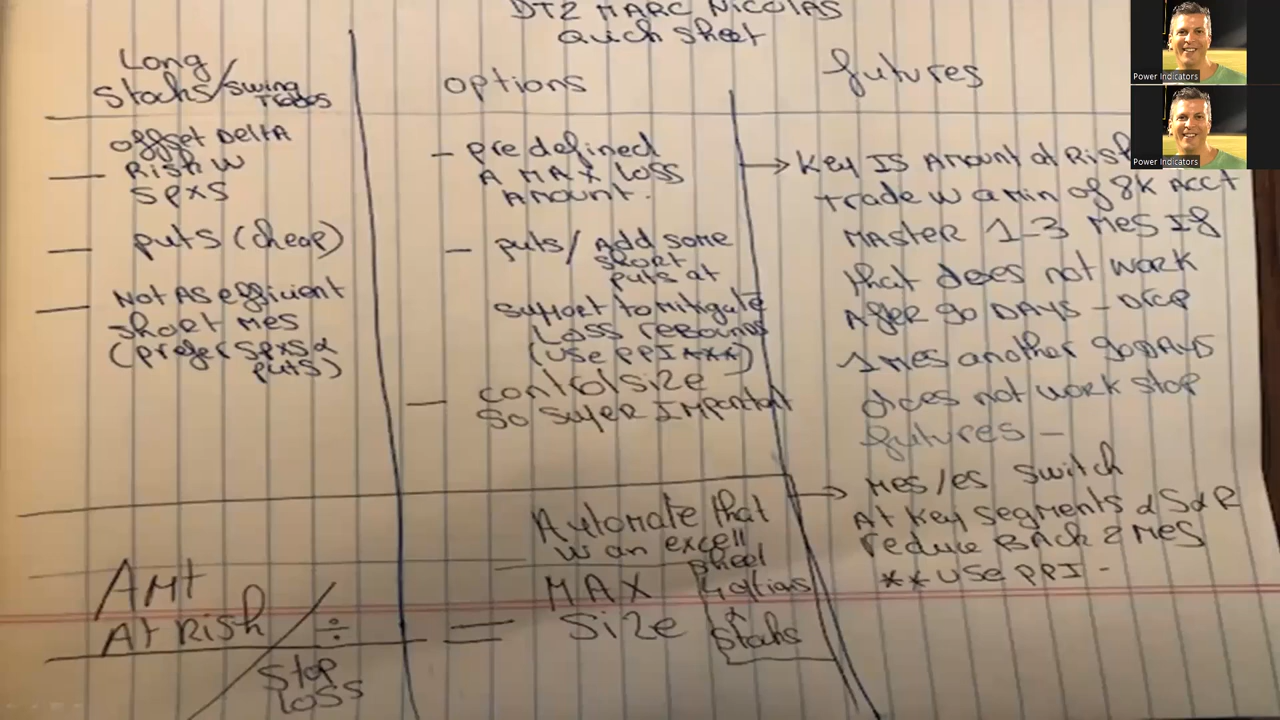 DTZ MARC NICOLAS
Quick Sheet
Long
Stocks/Swing
Trades
offset Delta
Risk w
SPXS
puts (cheap)
Not As efficient
short MES
(prefer SPXS &
puts)
options
- predefined
A MAX LOSS
Amount.
- puts/ Add some
short
puts at
support to Mitigate
Loss rebounds
(USE PPI ***)
control size
So Super Important
futures
→ Key IS Amount at Risk
trade w a min of 8K Acct
MASTER 1-3 MES If
that does not work
After 90 DAYS - Drop
1 MES another 90 DAYS
does not work stop
futures -
→ MES/ES switch
At Key Segments & S&R
reduce BACK 2 MES
** USE PPI -
Automate that
w an excell
sheel
AMT
At Risk ÷
Stop
Loss
= MAX
Size
4 options
&
Stocks
Power Indicators
Power Indicators